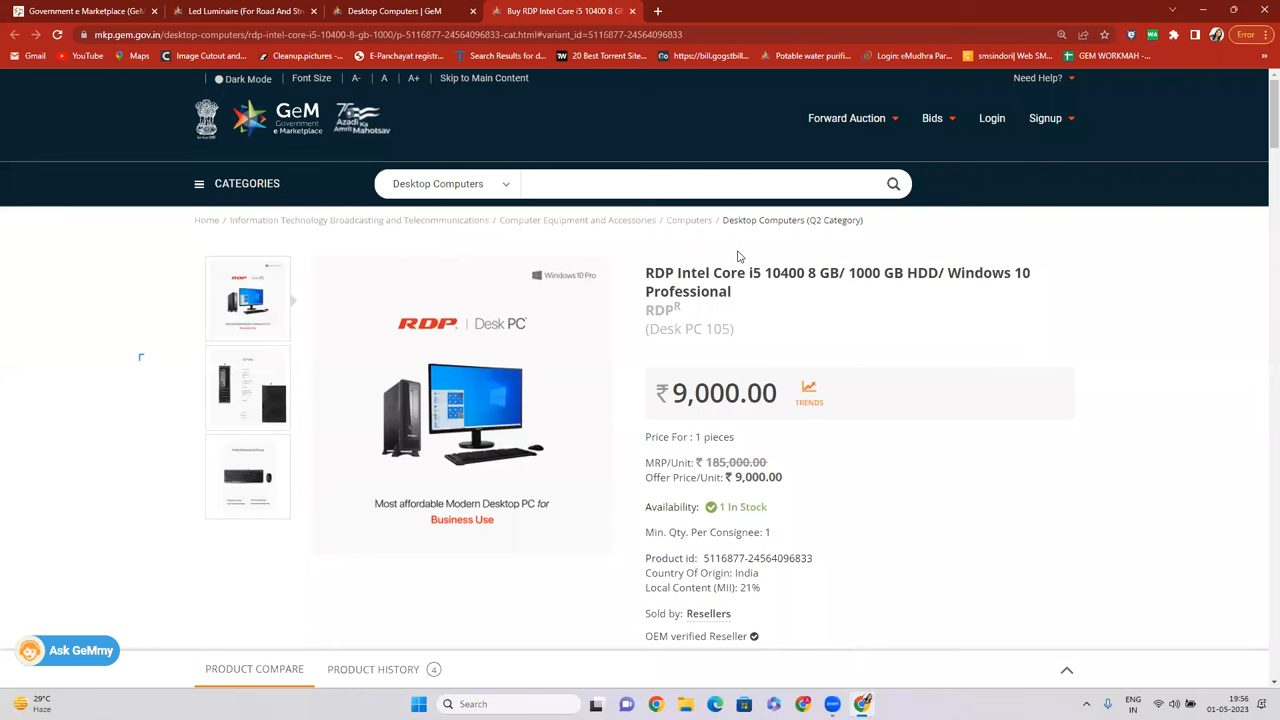 Government e-Marketplace (GeM
Led Luminaire (For Road and Str
Desktop Computers | GeM
Buy RDP Intel Core i5 10400 8 GB
mkp.gem.gov.in/desktop-computers/rdp-intel-core-i5-10400-8-gb-1000/p-5116877-24564096833-cat.html#variant_id=5116877-24564096833
Error
Gmail
YouTube
Maps
Image Cutout and...
Cleanup.pictures -...
E-Panchayat registr...
Search Results for d...
20 Best Torrent Site...
https://bill.gogstbill...
Potable water purifi...
Login: eMudhra Par...
smsindori Web SM...
GEM WORKMAH -...
»
Dark Mode
Font Size
A-
A
A+
Skip to Main Content
Need Help?
GeM
Government
e Marketplace
Azadi Ka
Amrit Mahotsav
Forward Auction
Bids
Login
Signup
CATEGORIES
Desktop Computers
Home / Information Technology Broadcasting and Telecommunications / Computer Equipment and Accessories / Computers / Desktop Computers (Q2 Category)
Windows 10 Pro
RDP. | Desk PC
Most affordable Modern Desktop PC for
Business Use
RDP Intel Core i5 10400 8 GB/ 1000 GB HDD/ Windows 10
Professional
RDPR
(Desk PC 105)
₹ 9,000.00
TRENDS
Price For : 1 pieces
MRP/Unit: ₹ 185,000.00
Offer Price/Unit: ₹ 9,000.00
Availability: 1 In Stock
Min. Qty. Per Consignee: 1
Product id: 5116877-24564096833
Country Of Origin: India
Local Content (MII): 21%
Sold by: Resellers
OEM verified Reseller
Ask GeMmy
PRODUCT COMPARE
PRODUCT HISTORY 4
29°C
Haze
Search
ENG
IN
19:56
01-05-2023